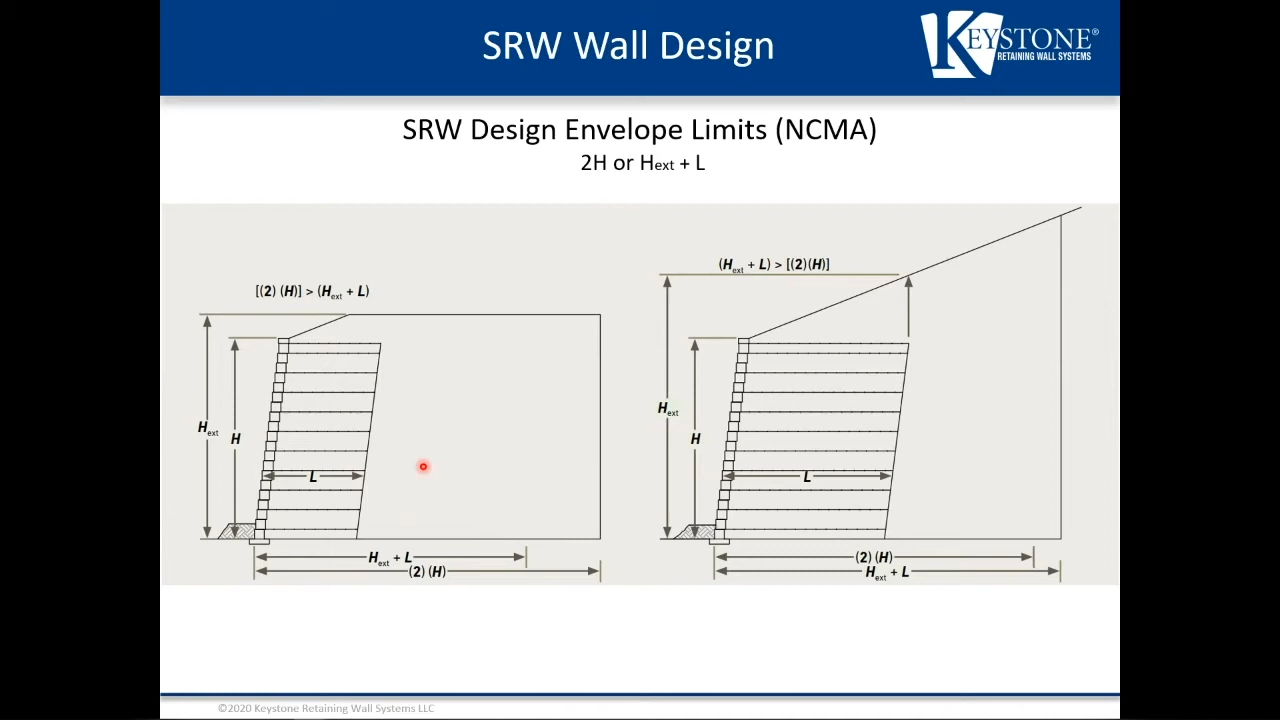 SRW Wall Design
KEYSTONE®
RETAINING WALL SYSTEMS
SRW Design Envelope Limits (NCMA)
2H or Hext + L
[(2) (H)] > (Hext + L)
Hext
H
L
Hext + L
(2) (H)
(Hext + L) > [(2)(H)]
Hext
H
L
(2) (H)
Hext + L
©2020 Keystone Retaining Wall Systems LLC